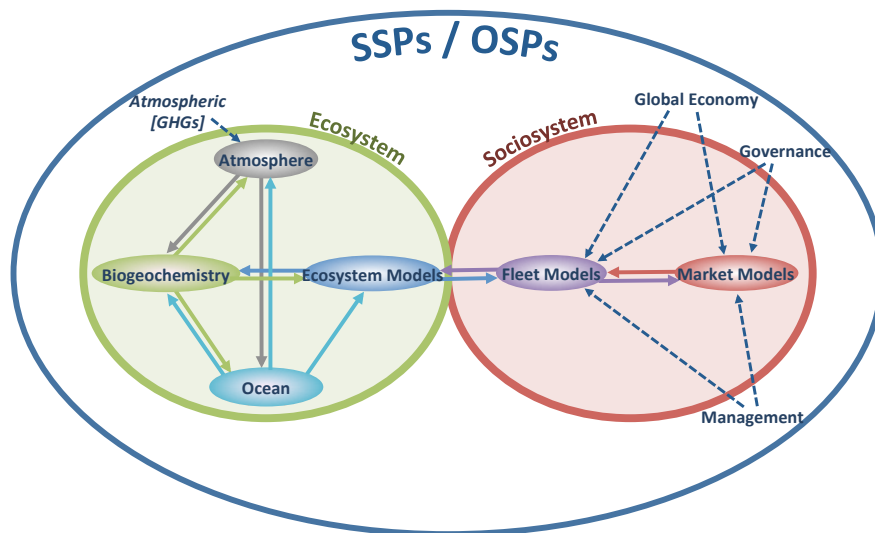 SSPs / OSPs
Atmospheric
[GHGs]
Global Economy
Ecosystem
Sociosystem
Atmosphere
Governance
Biogeochemistry
Ecosystem Models
Fleet Models
Market Models
Ocean
Management